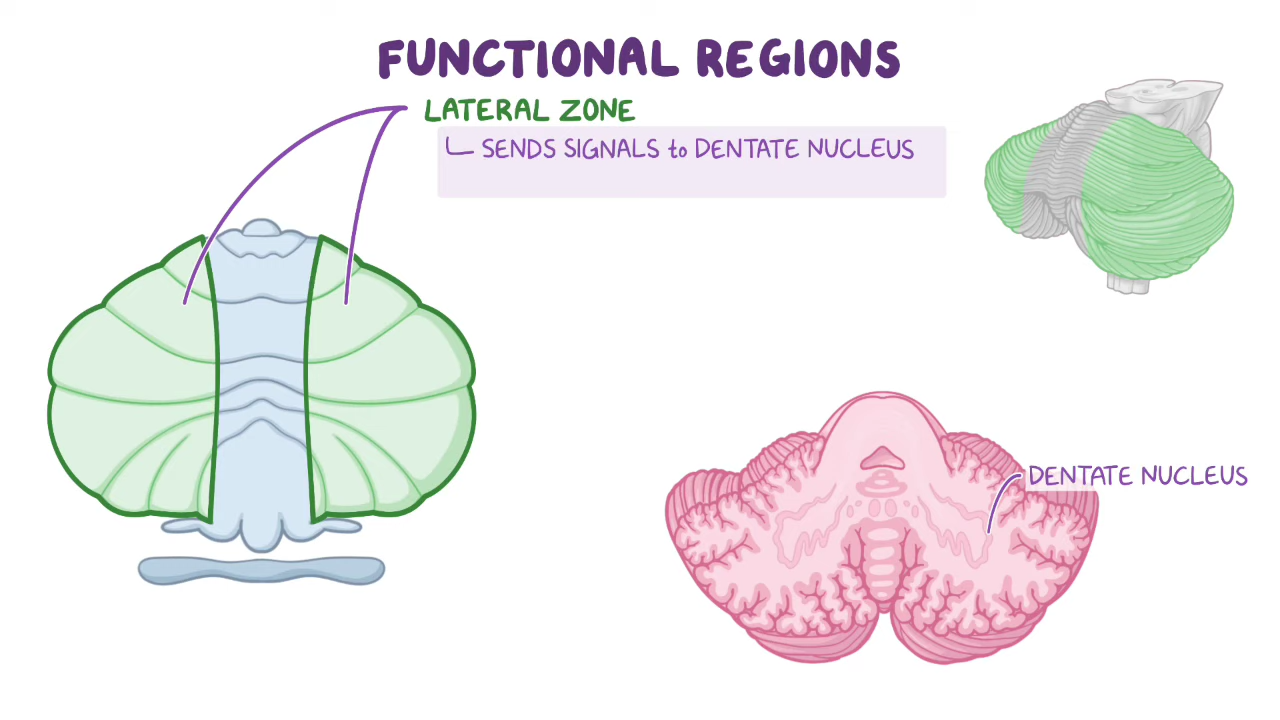 FUNCTIONAL REGIONS
LATERAL ZONE
SENDS SIGNALS to DENTATE NUCLEUS
DENTATE NUCLEUS